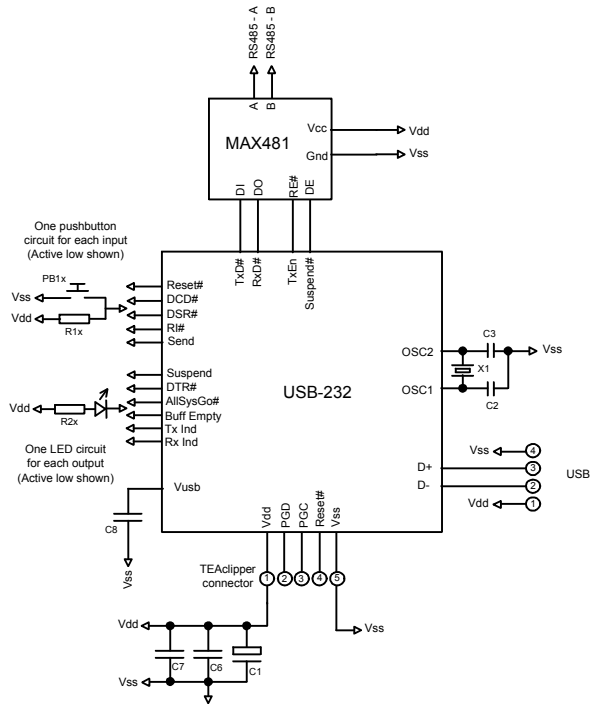 RS485 - A
RS485 - B
A
B
MAX481
Vcc
Vdd
Gnd
Vss
DI
DO
RE#
DE
One pushbutton
circuit for each input
(Active low shown)
PB1x
Vss
Vdd
R1x
TxD#
RxD#
TxEn
Suspend#
Reset#
DCD#
DSR#
RI#
Send
Suspend
DTR#
AllSysGo#
Buff Empty
Tx Ind
Rx Ind
Vdd
R2x
One LED circuit
for each output
(Active low shown)
USB-232
OSC2
C3
X1
Vss
OSC1
C2
Vss
4
D+
3
USB
D-
2
Vdd
1
Vusb
C8
Vss
Vdd
PGD
PGC
Reset#
Vss
TEAclipper
connector
1
2
3
4
5
Vdd
Vss
C7
C6
C1
Vss